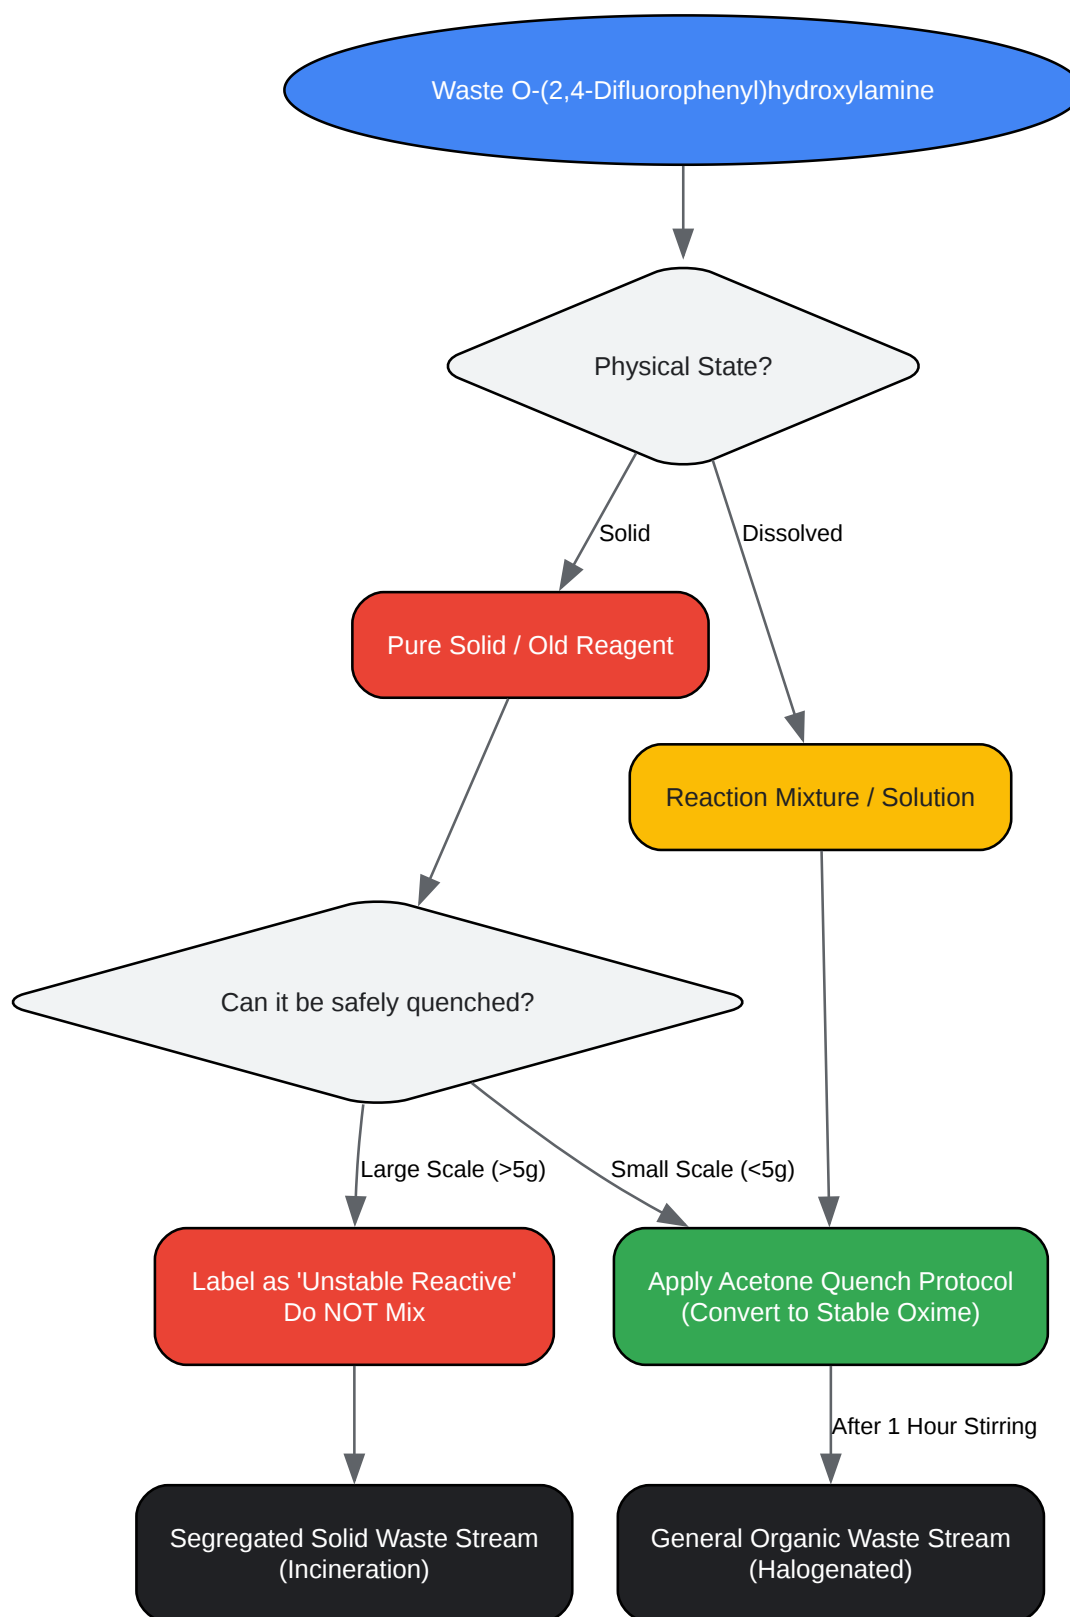 Waste O-(2,4-Difluorophenyl)hydroxylamine
Physical State?
Solid
Dissolved
Pure Solid / Old Reagent
Reaction Mixture / Solution
Can it be safely quenched?
Large Scale (>5g)
Small Scale (<5g)
Label as 'Unstable Reactive'
Do NOT Mix
Apply Acetone Quench Protocol
(Convert to Stable Oxime)
After 1 Hour Stirring
Segregated Solid Waste Stream
(Incineration)
General Organic Waste Stream
(Halogenated)